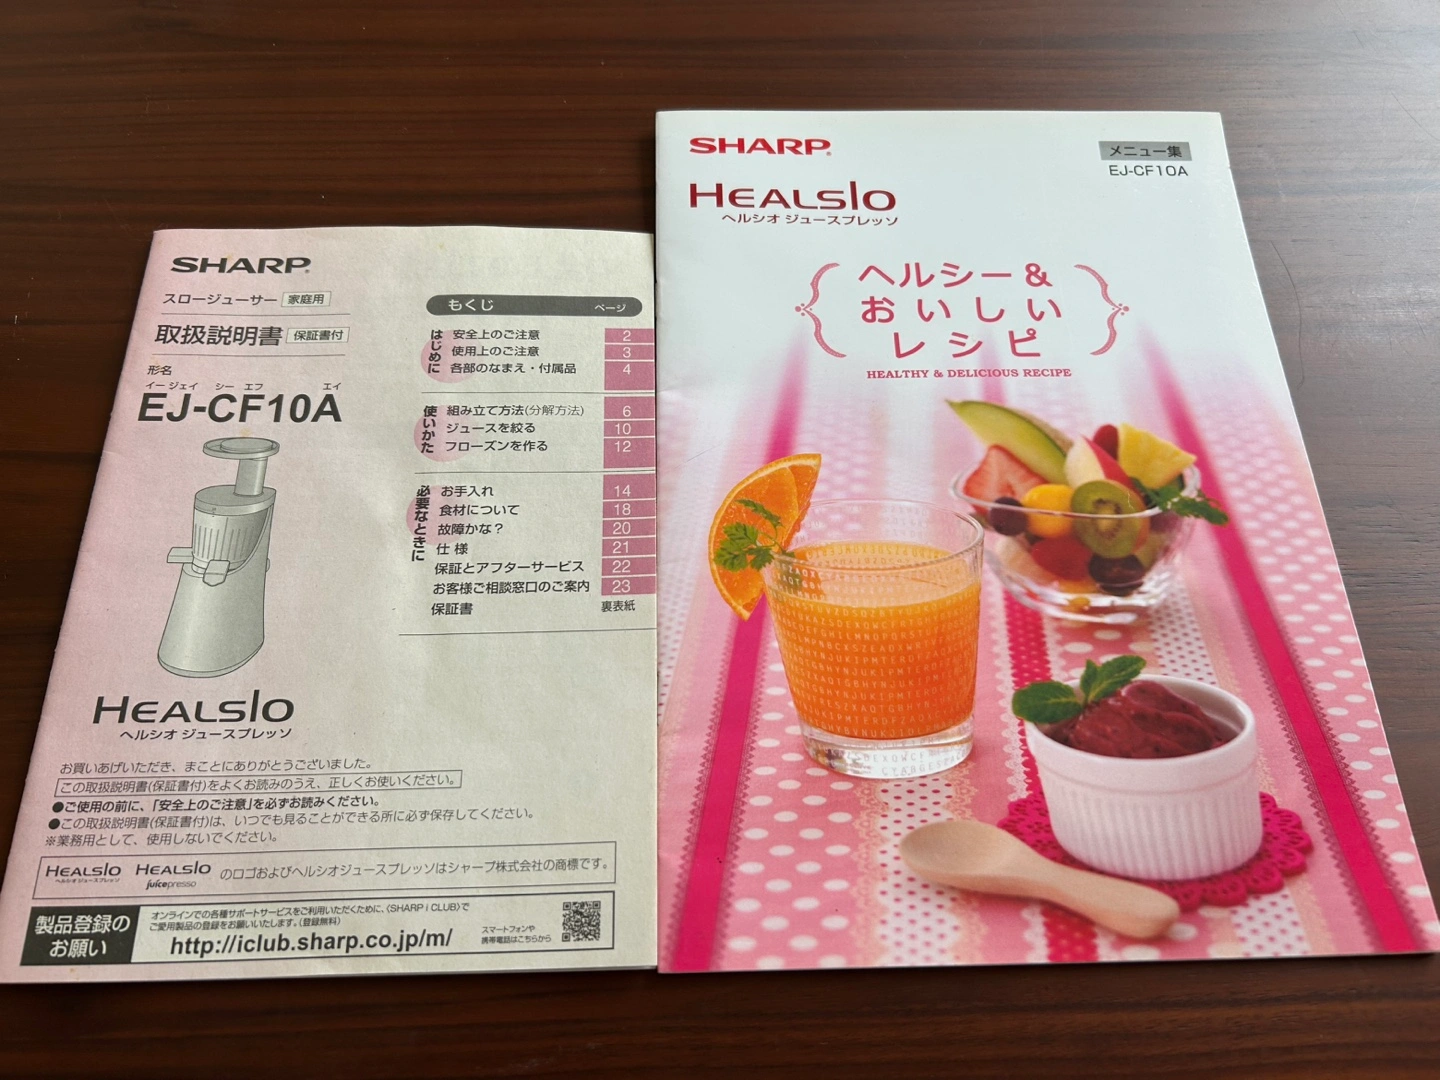 SHARP
スロージューサー 家庭用
取扱説明書 保証書付
形名
イージェイ シー エフ エイ
EJ-CF10A
HEALSIO
ヘルシオ ジュースプレッソ
もくじ ページ
はじめに
安全上のご注意 2
使用上のご注意 3
各部のなまえ・付属品 4
使いかた
組み立て方法(分解方法) 6
ジュースを絞る 10
フローズンを作る 12
必要なときに
お手入れ 14
食材について 18
故障かな? 20
仕様 21
保証とアフターサービス 22
お客様ご相談窓口のご案内 23
保証書 裏表紙
お買いあげいただき、まことにありがとうございました。
この取扱説明書(保証書付)をよくお読みのうえ、正しくお使いください。
●ご使用の前に、「安全上のご注意」を必ずお読みください。
●この取扱説明書(保証書付)は、いつでも見ることができる所に必ず保存してください。
※業務用として、使用しないでください。
HEALSIO ヘルシオ ジュースプレッソ HEALSIO juicepresso のロゴおよびヘルシオジュースプレッソはシャープ株式会社の商標です。
製品登録のお願い
オンラインでの各種サポートサービスをご利用いただくために、〈SHARP i CLUB〉で
ご愛用製品の登録をお願いいたします。(登録無料)
http://iclub.sharp.co.jp/m/
スマートフォンや
携帯電話はこちらから
SHARP
HEALSIO
ヘルシオ ジュースプレッソ
メニュー集
EJ-CF10A
ヘルシー&
おいしい
レシピ
HEALTHY & DELICIOUS RECIPE